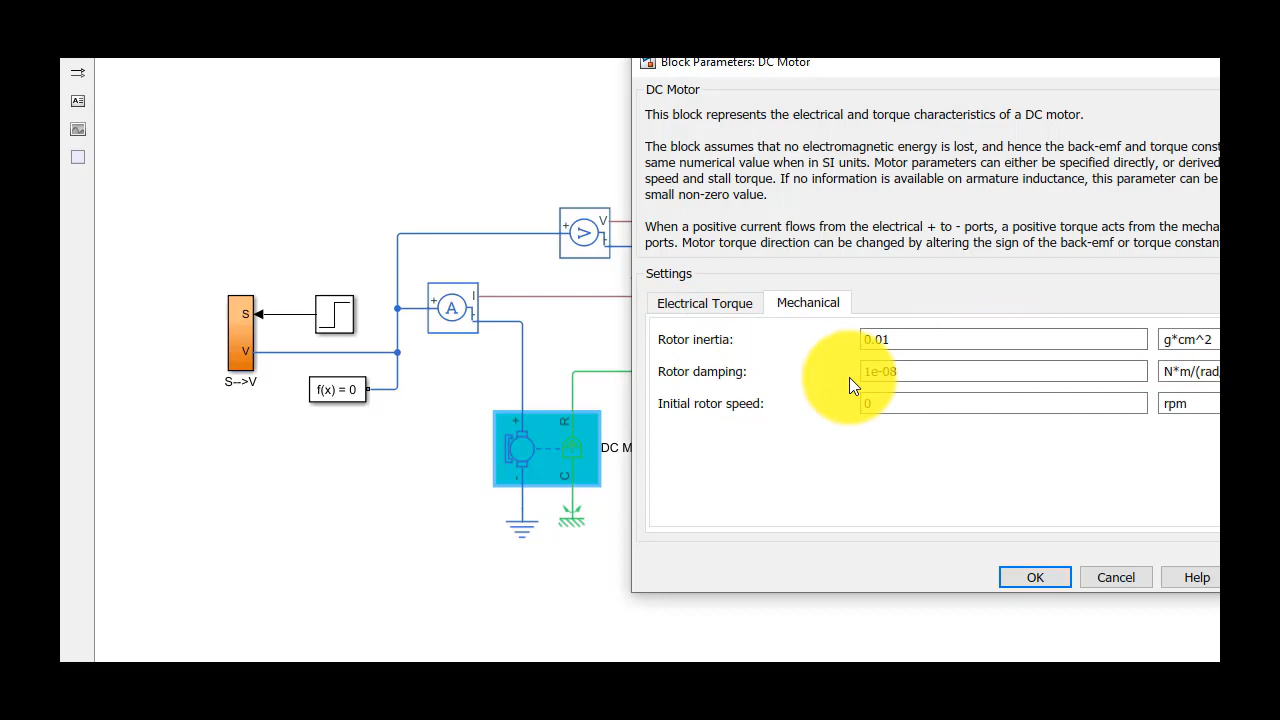 Block Parameters: DC Motor
DC Motor
This block represents the electrical and torque characteristics of a DC motor.
The block assumes that no electromagnetic energy is lost, and hence the back-emf and torque const
same numerical value when in SI units. Motor parameters can either be specified directly, or derived
speed and stall torque. If no information is available on armature inductance, this parameter can be
small non-zero value.
When a positive current flows from the electrical + to - ports, a positive torque acts from the mecha
ports. Motor torque direction can be changed by altering the sign of the back-emf or torque constant
Settings
Electrical Torque Mechanical
Rotor inertia: 0.01 g*cm^2
Rotor damping: 1e-08 N*m/(rad
Initial rotor speed: 0 rpm
OK Cancel Help
A
+ V V -
+ A I -
S
V
S-->V
f(x) = 0
+ R
- C
DC M